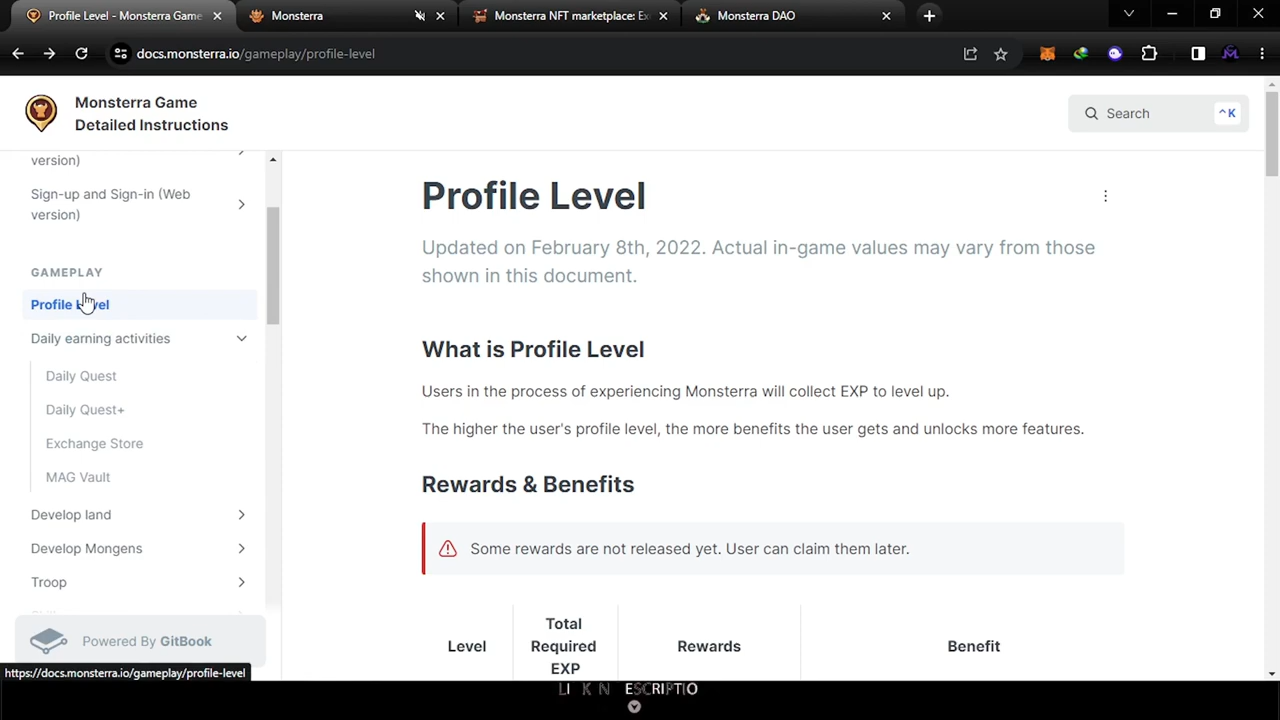 Profile Level - Monsterra Game
Monsterra
Monsterra NFT marketplace: Ex
Monsterra DAO
docs.monsterra.io/gameplay/profile-level
Monsterra Game
Detailed Instructions
Search
^K
version)
Sign-up and Sign-in (Web
version)
GAMEPLAY
Profile Level
Daily earning activities
Daily Quest
Daily Quest+
Exchange Store
MAG Vault
Develop land
Develop Mongens
Troop
Powered By GitBook
https://docs.monsterra.io/gameplay/profile-level
Profile Level
Updated on February 8th, 2022. Actual in-game values may vary from those
shown in this document.
What is Profile Level
Users in the process of experiencing Monsterra will collect EXP to level up.
The higher the user's profile level, the more benefits the user gets and unlocks more features.
Rewards & Benefits
Some rewards are not released yet. User can claim them later.
Level
Total
Required
EXP
Rewards
Benefit
LI K N ESCRIPTIO